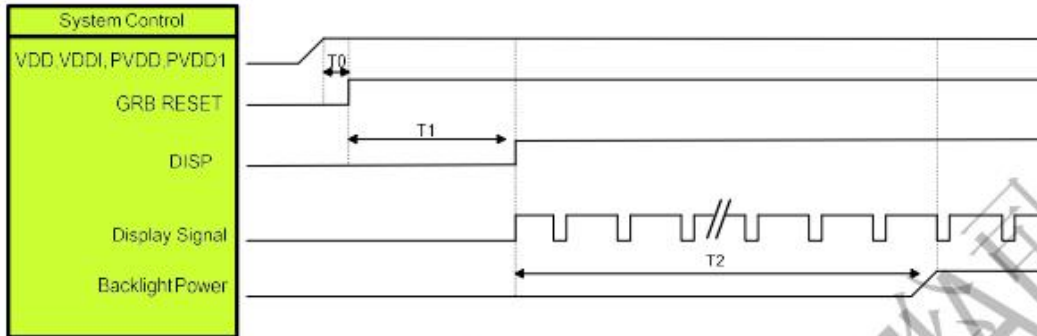 System Control
VDD,VDDI,PVDD,PVDD1
T0
GRB RESET
T1
DISP
Display Signal
T2
Backlight Power